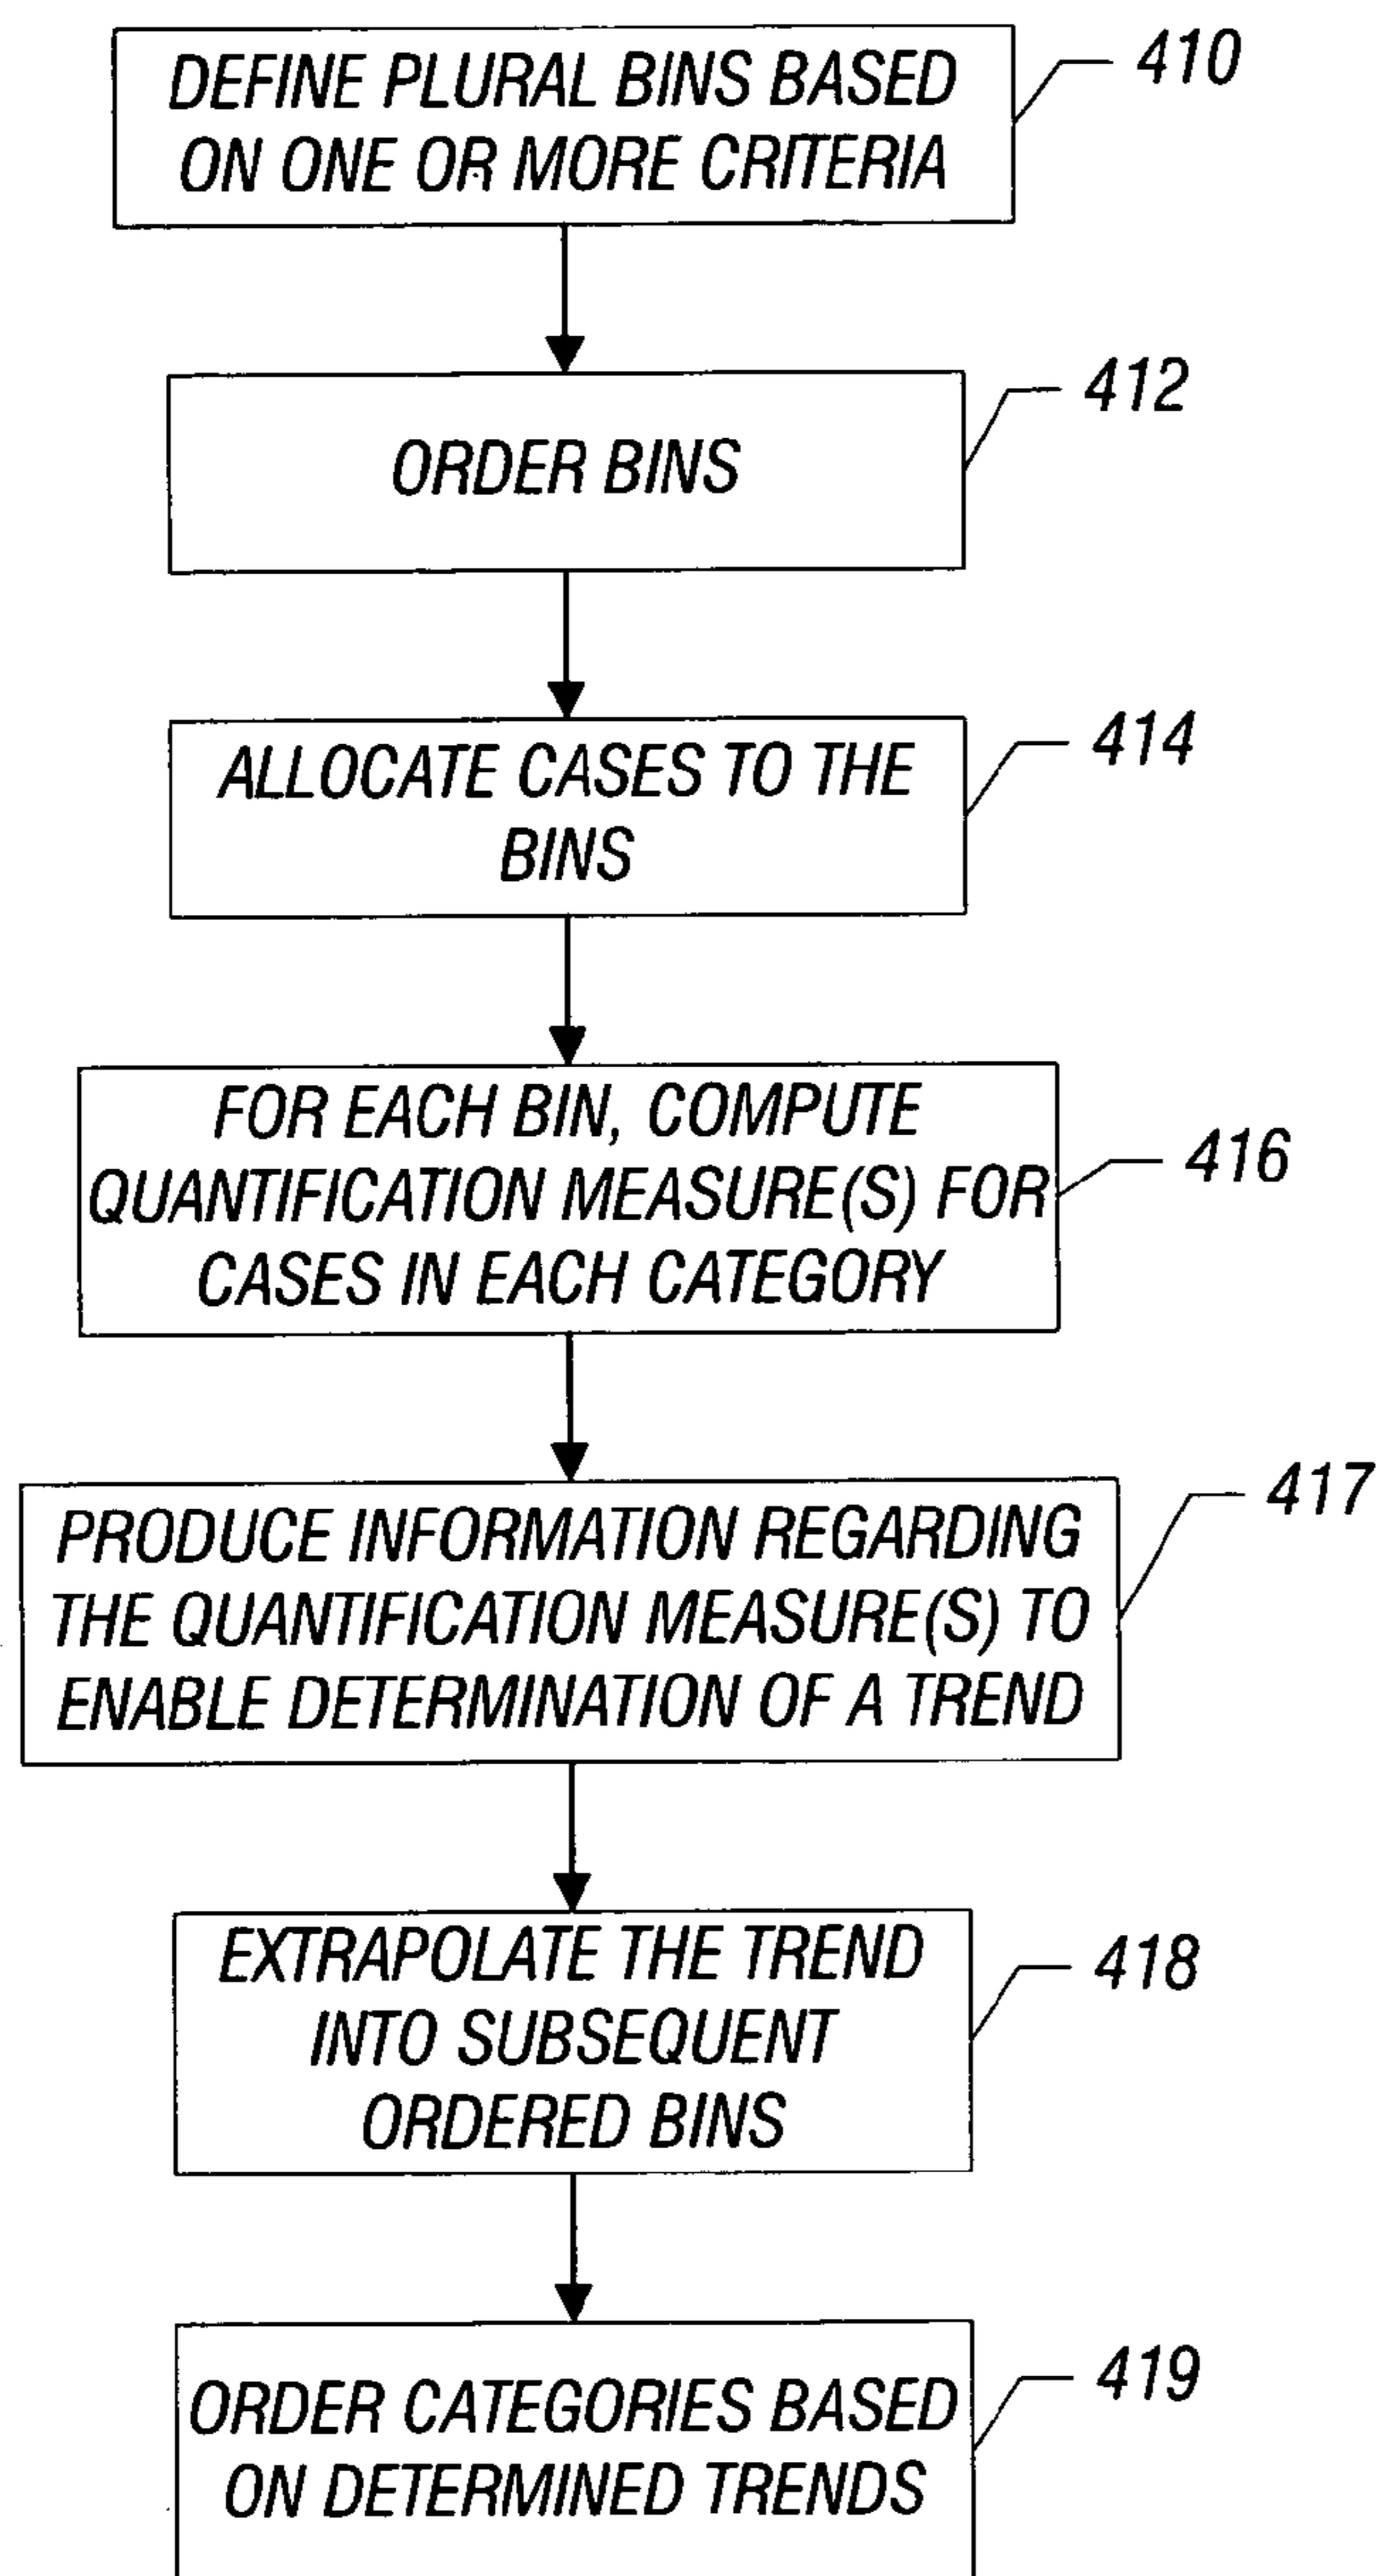 DEFINE PLURAL BINS BASED
ON ONE OR MORE CRITERIA
410
ORDER BINS
412
ALLOCATE CASES TO THE
BINS
414
FOR EACH BIN, COMPUTE
QUANTIFICATION MEASURE(S) FOR
CASES IN EACH CATEGORY
416
PRODUCE INFORMATION REGARDING
THE QUANTIFICATION MEASURE(S) TO
ENABLE DETERMINATION OF A TREND
417
EXTRAPOLATE THE TREND
INTO SUBSEQUENT
ORDERED BINS
418
ORDER CATEGORIES BASED
ON DETERMINED TRENDS
419